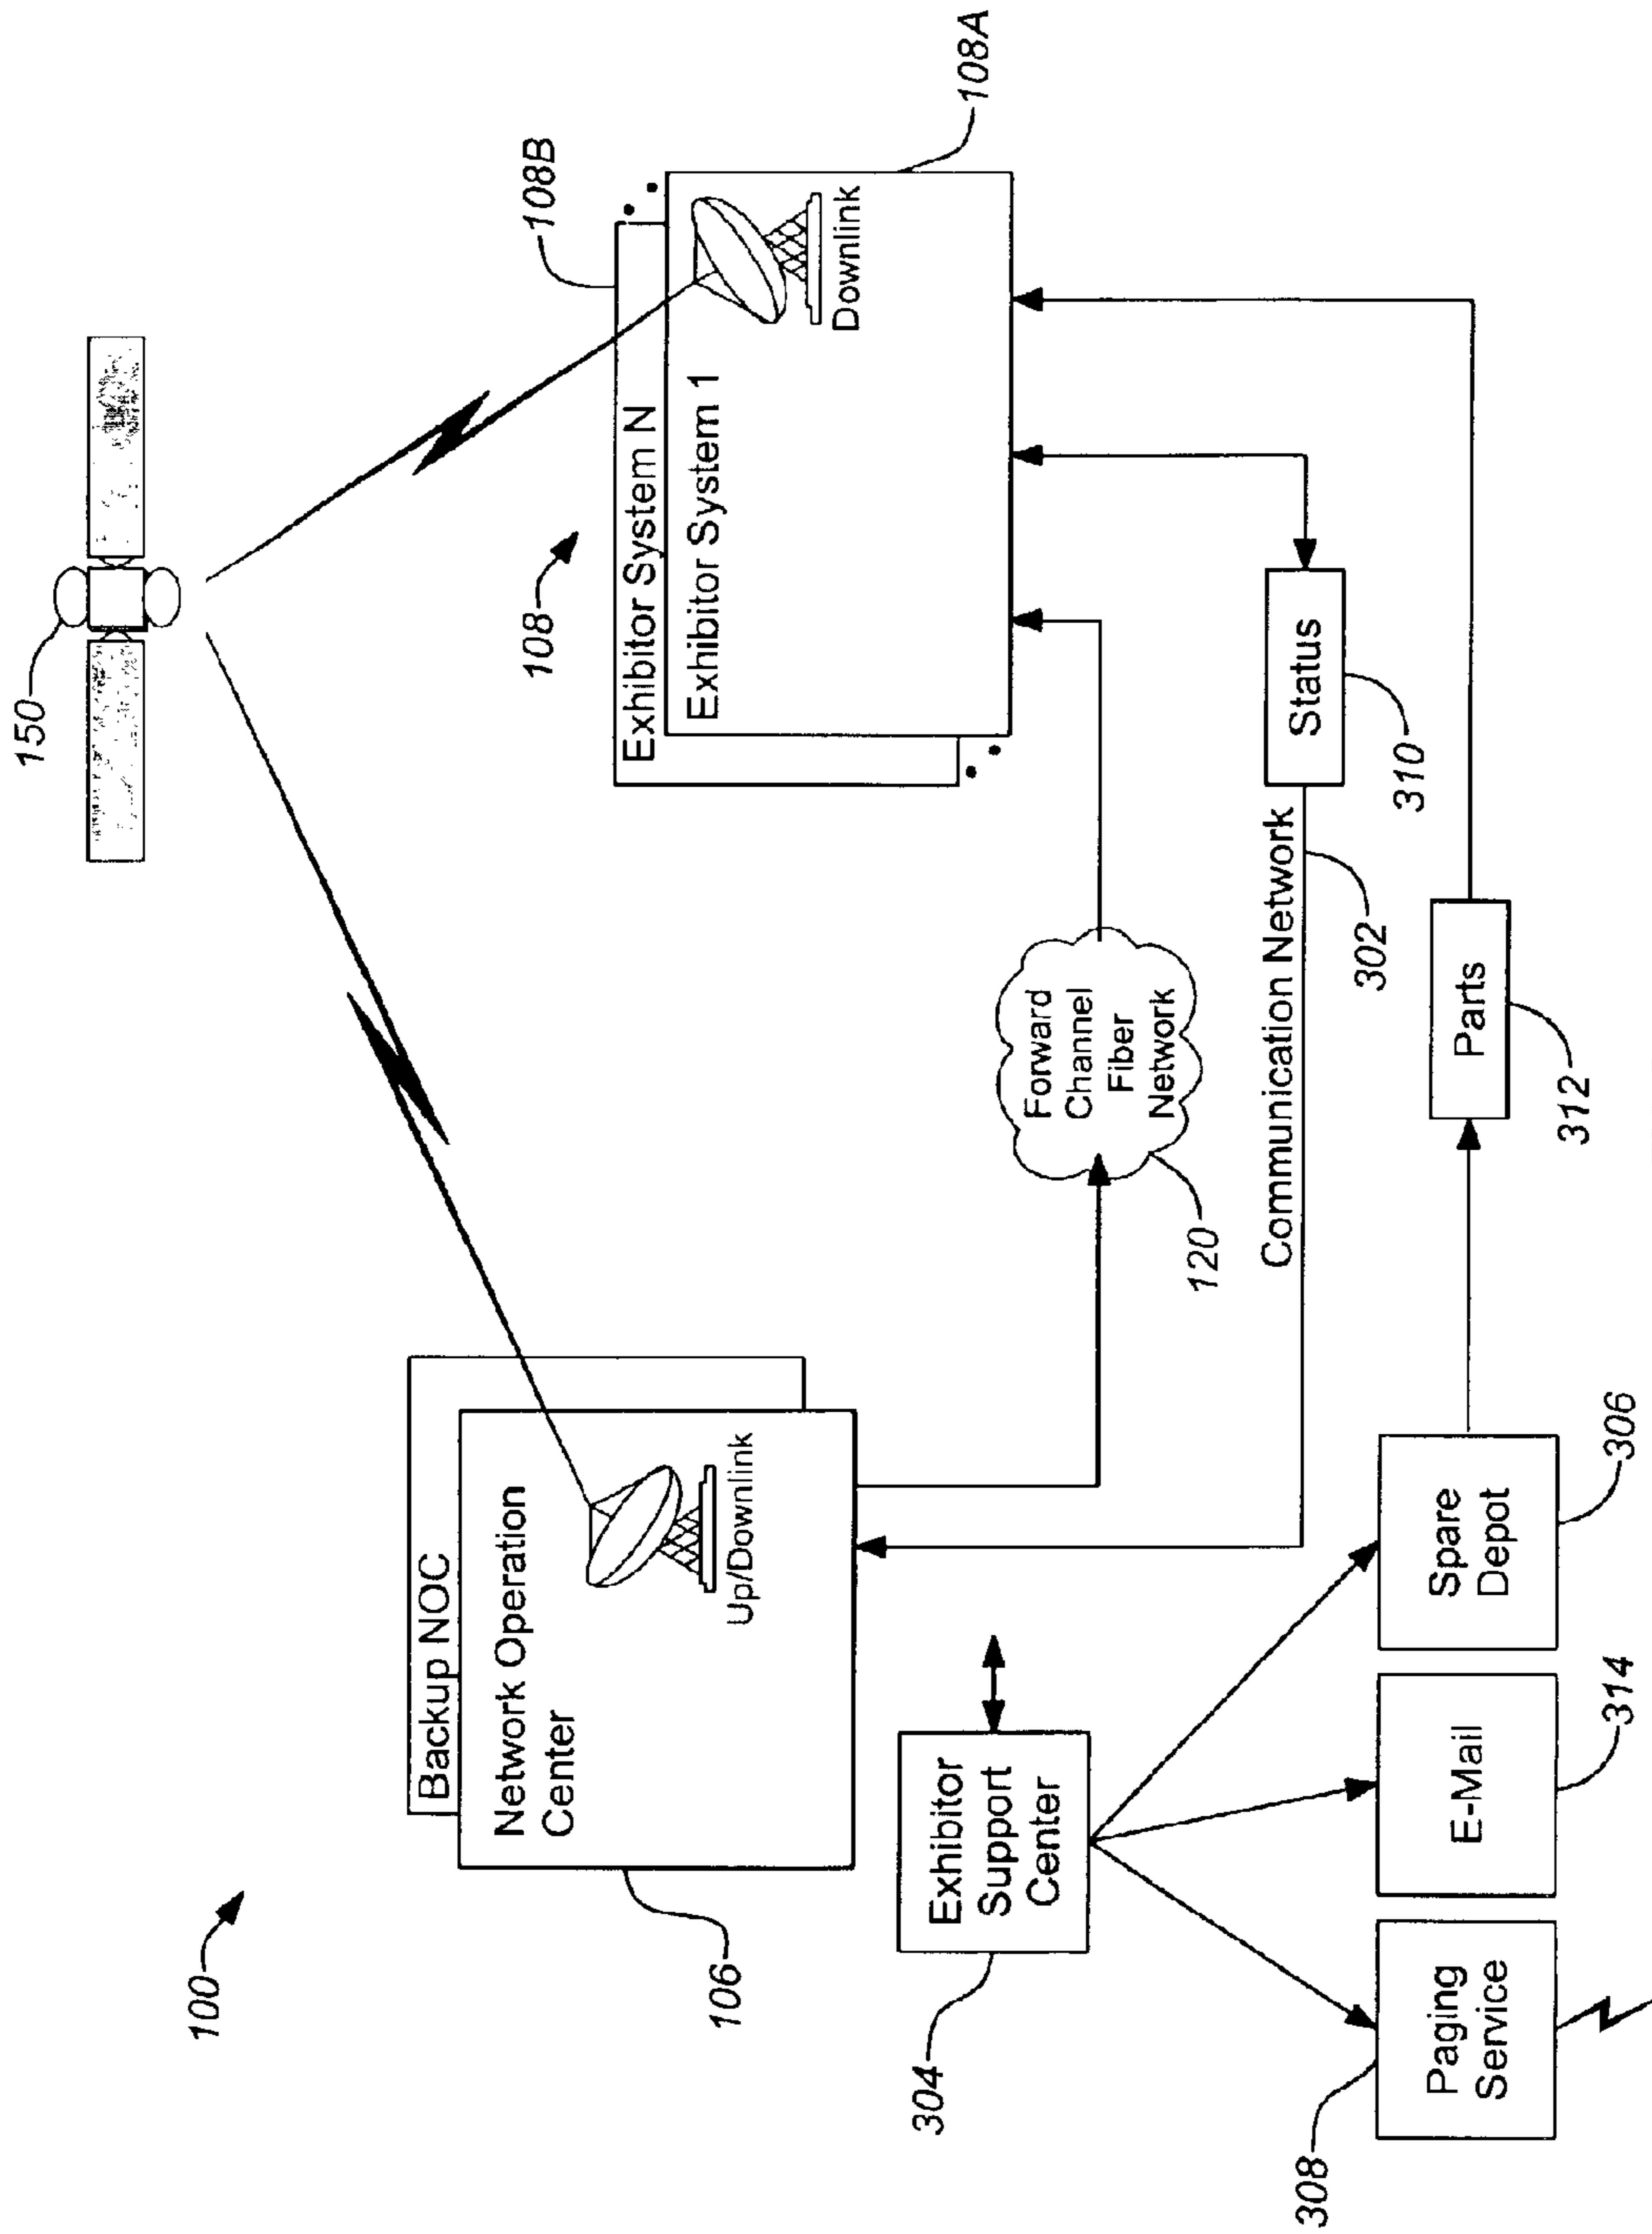 100
150
Backup NOC
Network Operation
Center
Up/Downlink
106
108
108B
Exhibitor System N
Exhibitor System 1
Downlink
108A
Forward
Channel
Fiber
Network
120
Exhibitor
Support
Center
304
Communication Network
302
Status
310
Paging
Service
308
E-Mail
314
Spare
Depot
306
Parts
312